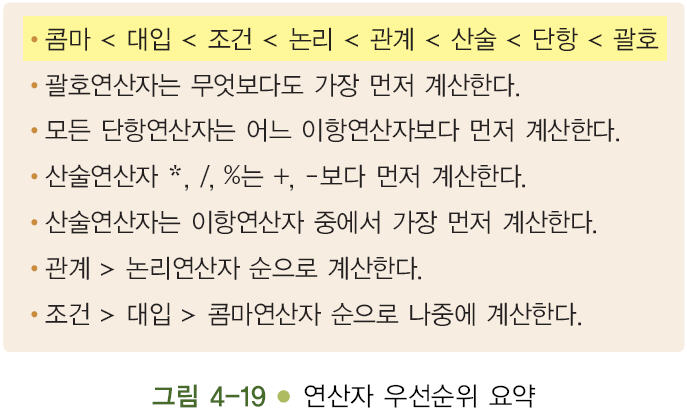 • 콤마 < 대입 < 조건 < 논리 < 관계 < 산술 < 단항 < 괄호
• 괄호연산자는 무엇보다도 가장 먼저 계산한다.
• 모든 단항연산자는 어느 이항연산자보다 먼저 계산한다.
• 산술연산자 *, /, %는 +, -보다 먼저 계산한다.
• 산술연산자는 이항연산자 중에서 가장 먼저 계산한다.
• 관계 > 논리연산자 순으로 계산한다.
• 조건 > 대입 > 콤마연산자 순으로 나중에 계산한다.
그림 4-19 ● 연산자 우선순위 요약